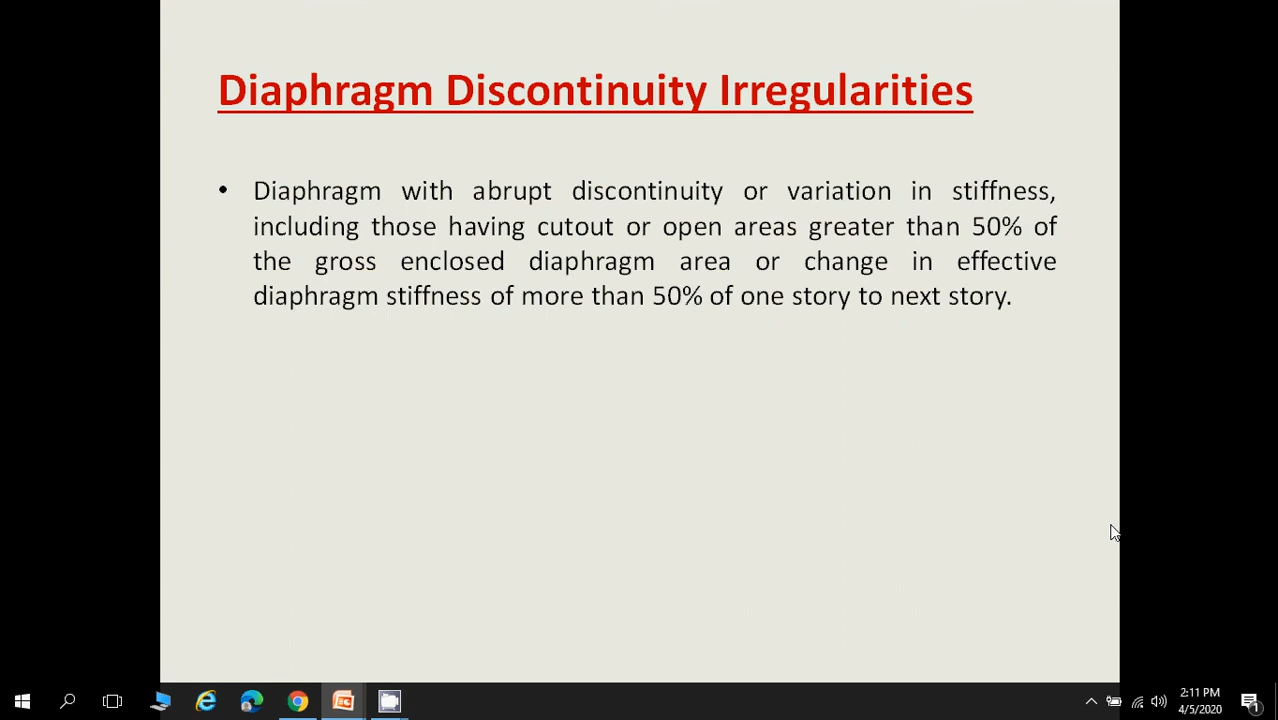 Diaphragm Discontinuity Irregularities
• Diaphragm with abrupt discontinuity or variation in stiffness,
including those having cutout or open areas greater than 50% of
the gross enclosed diaphragm area or change in effective
diaphragm stiffness of more than 50% of one story to next story.
2:11 PM
4/5/2020
1